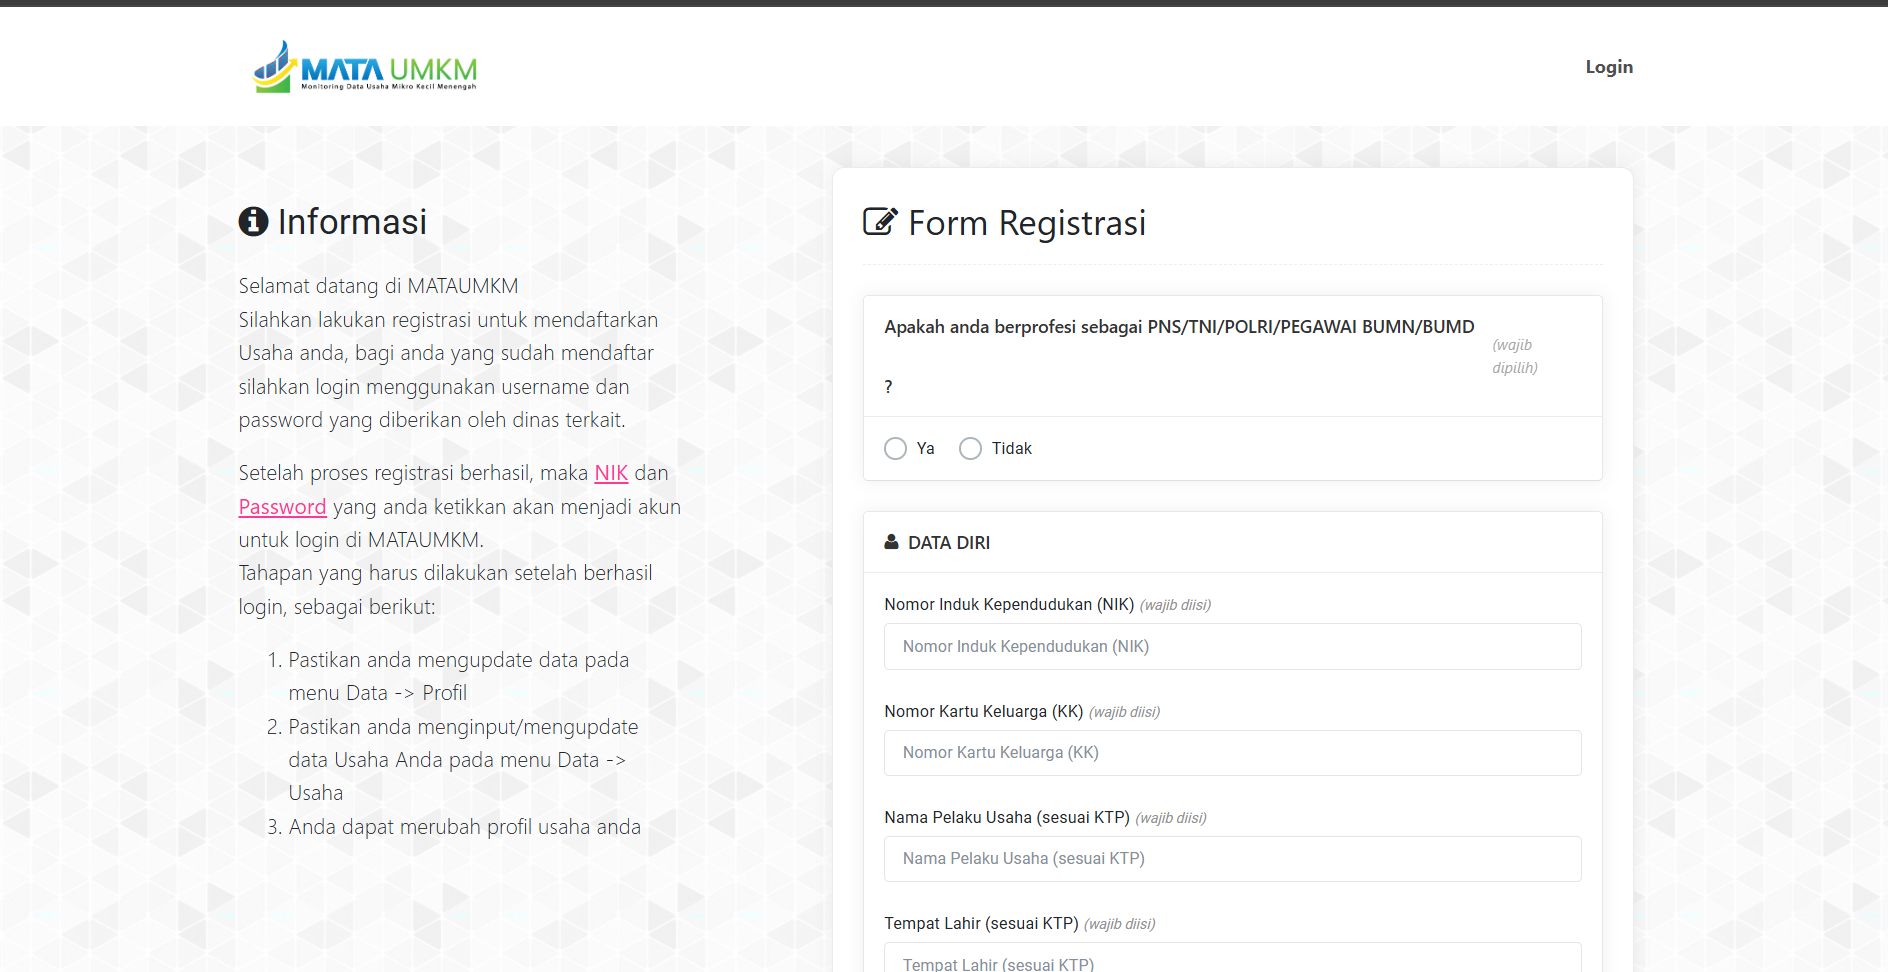 MATA UMKM
Monitoring Data Usaha Mikro Kecil Menengah
Login
Informasi
Selamat datang di MATAUMKM
Silahkan lakukan registrasi untuk mendaftarkan
Usaha anda, bagi anda yang sudah mendaftar
silahkan login menggunakan username dan
password yang diberikan oleh dinas terkait.
Setelah proses registrasi berhasil, maka NIK dan
Password yang anda ketikkan akan menjadi akun
untuk login di MATAUMKM.
Tahapan yang harus dilakukan setelah berhasil
login, sebagai berikut:
1. Pastikan anda mengupdate data pada
menu Data -> Profil
2. Pastikan anda menginput/mengupdate
data Usaha Anda pada menu Data ->
Usaha
3. Anda dapat merubah profil usaha anda
Form Registrasi
Apakah anda berprofesi sebagai PNS/TNI/POLRI/PEGAWAI BUMN/BUMD
(wajib
dipilih)
?
Ya Tidak
DATA DIRI
Nomor Induk Kependudukan (NIK) (wajib diisi)
Nomor Induk Kependudukan (NIK)
Nomor Kartu Keluarga (KK) (wajib diisi)
Nomor Kartu Keluarga (KK)
Nama Pelaku Usaha (sesuai KTP) (wajib diisi)
Nama Pelaku Usaha (sesuai KTP)
Tempat Lahir (sesuai KTP) (wajib diisi)
Tempat Lahir (sesuai KTP)